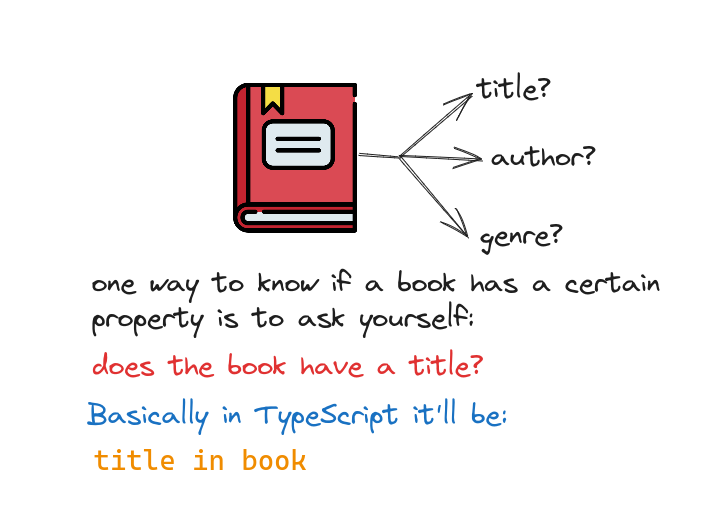 title?
author?
genre?
one way to know if a book has a certain
property is to ask yourself:
does the book have a title?
Basically in TypeScript it'll be:
title in book